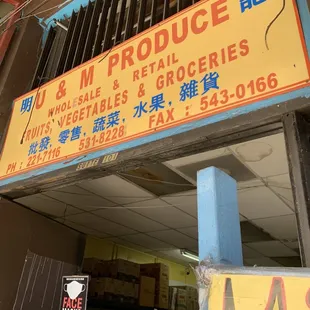 明 U & M PRODUCE 記
WHOLESALE & RETAIL
FRUITS, VEGETABLES & GROCERIES
批發, 零售, 蔬菜, 水果, 雜貨
PH : 221-7116 531-8228 FAX : 543-0166
FACE